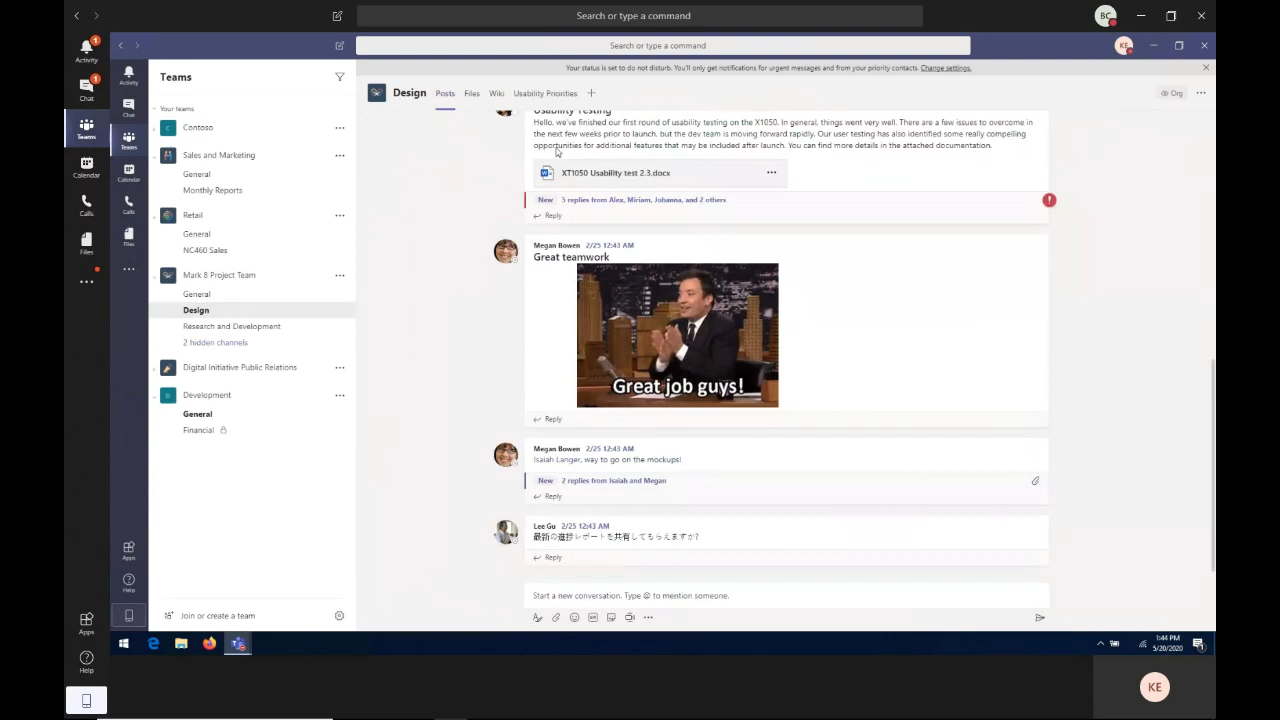 Search or type a command
BC
Activity
Chat
Teams
Calendar
Calls
Files
Apps
Help
Search or type a command
KE
Activity
Chat
Teams
Calendar
Calls
Files
Apps
Help
Teams
Your teams
C
Contoso
Sales and Marketing
General
Monthly Reports
Retail
General
NC460 Sales
Mark 8 Project Team
General
Design
Research and Development
2 hidden channels
Digital Initiative Public Relations
D
Development
General
Financial
Join or create a team
Your status is set to do not disturb. You'll only get notifications for urgent messages and from your priority contacts. Change settings.
Design Posts Files Wiki Usability Priorities
Org
Usability Testing
Hello, we've finished our first round of usability testing on the X1050. In general, things went very well. There are a few issues to overcome in
the next few weeks prior to launch, but the dev team is moving forward rapidly. Our user testing has also identified some really compelling
opportunities for additional features that may be included after launch. You can find more details in the attached documentation.
XT1050 Usability test 2.3.docx
New 5 replies from Alex, Miriam, Johanna, and 2 others
Reply
Megan Bowen 2/25 12:43 AM
Great teamwork
Great job guys!
Reply
Megan Bowen 2/25 12:43 AM
Isaiah Langer, way to go on the mockups!
New 2 replies from Isaiah and Megan
Reply
Lee Gu 2/25 12:43 AM
最新の進捗レポートを共有してもらえますか?
Reply
Start a new conversation. Type @ to mention someone.
1:44 PM
5/20/2020
KE